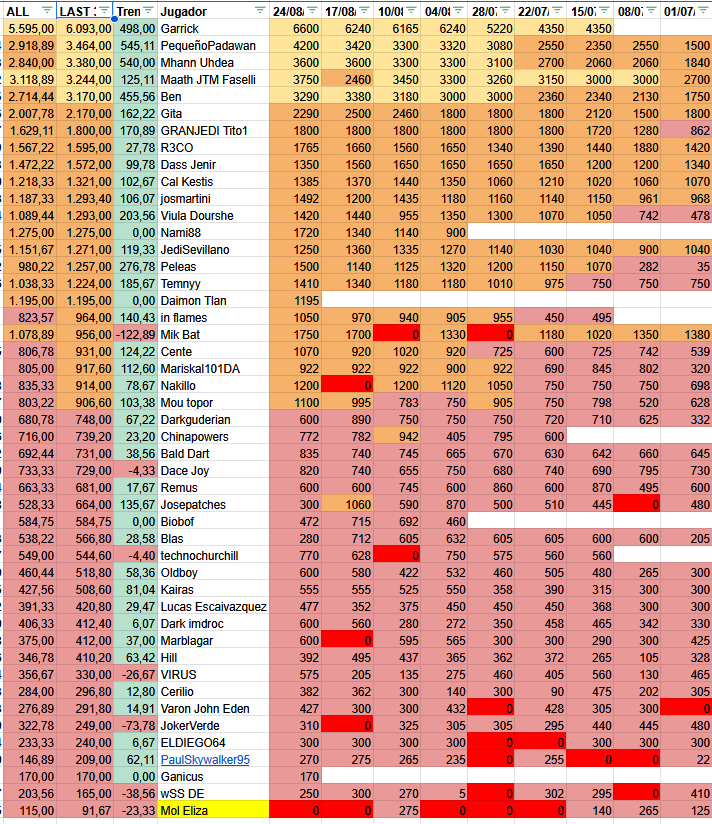 ALL LAST : Tren Jugador 24/08/ 17/08/ 10/0 04/08 28/07 22/07/ 15/07 08/07 01/07/
5.595,00 6.093,00 498,00 Garrick 6600 6240 6165 6240 5220 4350 4350
2.918,89 3.464,00 545,11 PequeñoPadawan 4200 3420 3300 3320 3080 2550 2350 2550 1500
2.840,00 3.380,00 540,00 Mhann Uhdea 3600 3600 3300 3300 3100 2700 2060 2060 1840
3.118,89 3.244,00 125,11 Maath JTM Faselli 3750 2460 3450 3300 3260 3150 3000 3000 2700
2.714,44 3.170,00 455,56 Ben 3290 3380 3180 3000 3000 2360 2340 2130 1750
2.007,78 2.170,00 162,22 Gita 2290 2500 2460 1800 1800 1800 2120 1500 1800
1.629,11 1.800,00 170,89 GRANJEDI Tito1 1800 1800 1800 1800 1800 1800 1720 1280 862
1.567,22 1.595,00 27,78 R3CO 1765 1660 1560 1650 1340 1390 1440 1880 1420
1.472,22 1.572,00 99,78 Dass Jenir 1350 1560 1650 1650 1650 1650 1200 1200 1340
1.218,33 1.321,00 102,67 Cal Kestis 1385 1370 1440 1350 1060 1210 1020 1060 1070
1.187,33 1.293,40 106,07 josmartini 1492 1200 1435 1180 1160 1140 1150 961 968
1.089,44 1.293,00 203,56 Viula Dourshe 1420 1440 955 1350 1300 1070 1050 742 478
1.275,00 1.275,00 0,00 Nami88 1720 1340 1140 900
1.151,67 1.271,00 119,33 JediSevillano 1250 1360 1335 1270 1140 1030 1040 900 1040
980,22 1.257,00 276,78 Peleas 1500 1140 1125 1320 1200 1150 1070 282 35
1.038,33 1.224,00 185,67 Temnyy 1410 1340 1180 1180 1010 975 750 750 750
1.195,00 1.195,00 0,00 Daimon Tlan 1195
823,57 964,00 140,43 in flames 1050 970 940 905 955 450 495
1.078,89 956,00 -122,89 Mik Bat 1750 1700 0 1330 0 1180 1020 1350 1380
806,78 931,00 124,22 Cente 1070 920 1020 920 725 600 725 742 539
805,00 917,60 112,60 Mariskal101DA 922 922 922 900 922 690 845 802 320
835,33 914,00 78,67 Nakillo 1200 0 1200 1120 1050 750 750 750 698
803,22 906,60 103,38 Mou topor 1100 995 783 750 905 750 798 520 628
680,78 748,00 67,22 Darkguderian 600 890 750 750 750 720 710 625 332
716,00 739,20 23,20 Chinapowers 772 782 942 405 795 600
692,44 731,00 38,56 Bald Dart 835 740 745 665 670 630 642 660 645
733,33 729,00 -4,33 Dace Joy 820 740 655 750 680 740 690 795 730
663,33 681,00 17,67 Remus 600 600 745 600 860 600 870 495 600
528,33 664,00 135,67 Josepatches 300 1060 590 870 500 510 445 0 480
584,75 584,75 0,00 Biobof 472 715 692 460
538,22 566,80 28,58 Blas 280 712 605 632 605 605 600 600 205
549,00 544,60 -4,40 technochurchill 770 628 0 750 575 560 560
460,44 518,80 58,36 Oldboy 600 580 422 532 460 505 480 265 300
427,56 508,60 81,04 Kairas 555 555 525 550 358 390 315 300 300
391,33 420,80 29,47 Lucas Escaivazquez 477 352 375 450 450 450 368 300 300
406,33 412,40 6,07 Dark imdroc 600 560 280 272 350 458 465 342 330
375,00 412,00 37,00 Marblagar 600 0 595 565 300 300 290 300 425
346,78 410,20 63,42 Hill 392 495 437 365 362 372 265 105 328
356,67 330,00 -26,67 VIRUS 575 205 135 275 460 405 560 130 465
284,00 296,80 12,80 Cerilio 382 362 300 140 300 90 475 202 305
276,89 291,80 14,91 Varon John Eden 427 300 300 432 0 428 305 300 0
322,78 249,00 -73,78 JokerVerde 310 0 325 305 305 295 440 445 480
233,33 240,00 6,67 ELDIEGO64 300 300 300 300 0 0 300 300 300
146,89 209,00 62,11 PaulSkywalker95 270 275 265 235 0 255 0 0 22
170,00 170,00 0,00 Ganicus 170
203,56 165,00 -38,56 wSS DE 250 300 270 5 0 302 295 0 410
115,00 91,67 -23,33 Mol Eliza 0 0 275 0 0 0 140 265 125